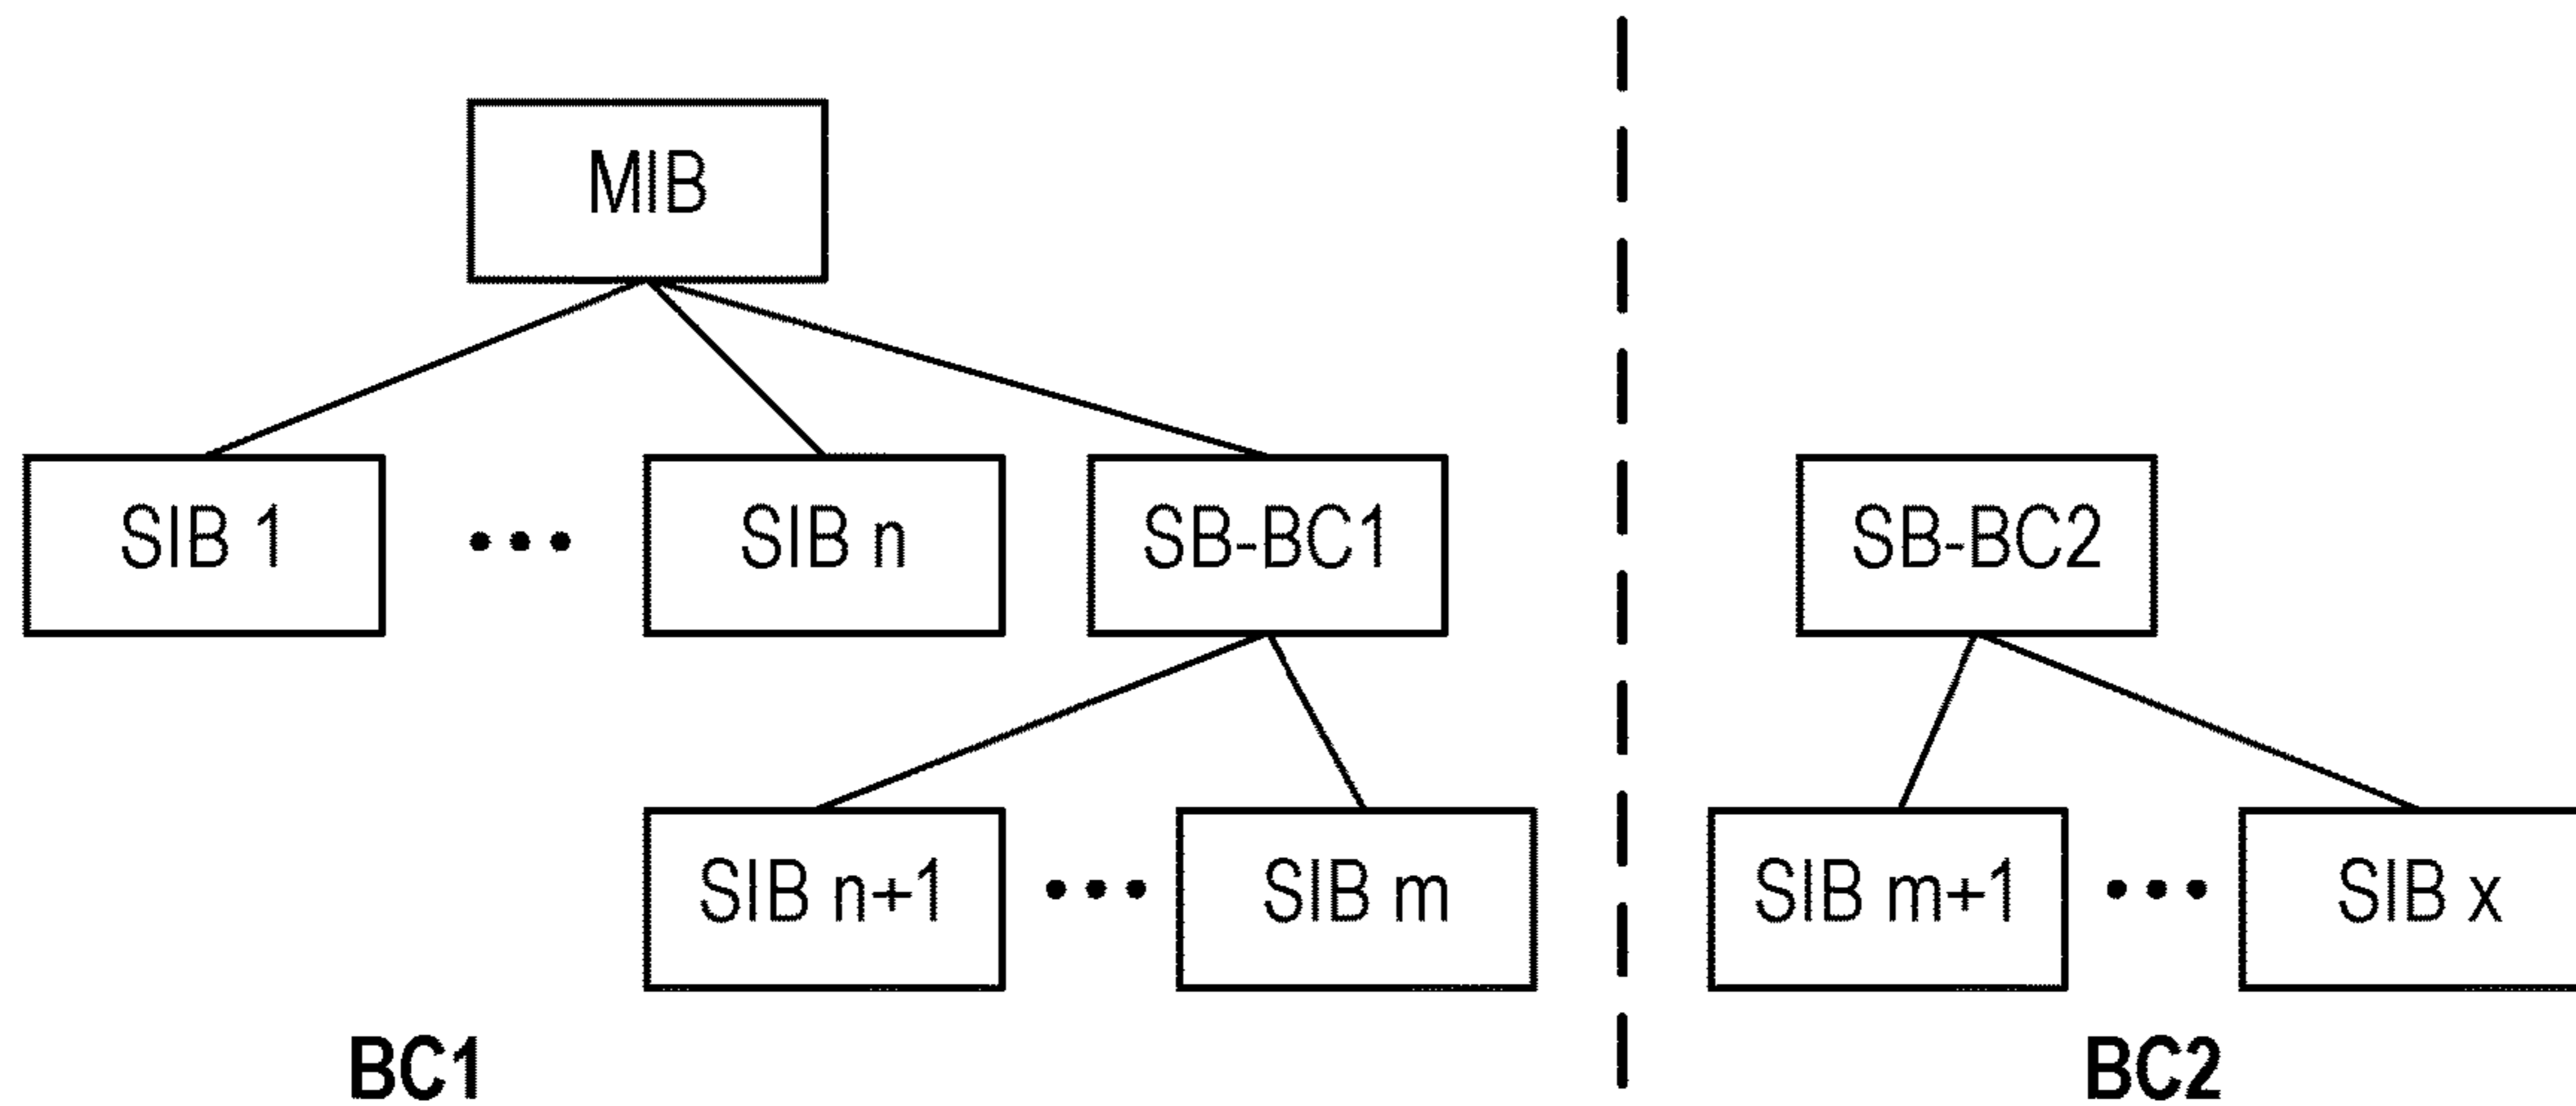 MIB
SIB 1 ••• SIB n SB-BC1 SB-BC2
SIB n+1 ••• SIB m SIB m+1 ••• SIB x
BC1 BC2